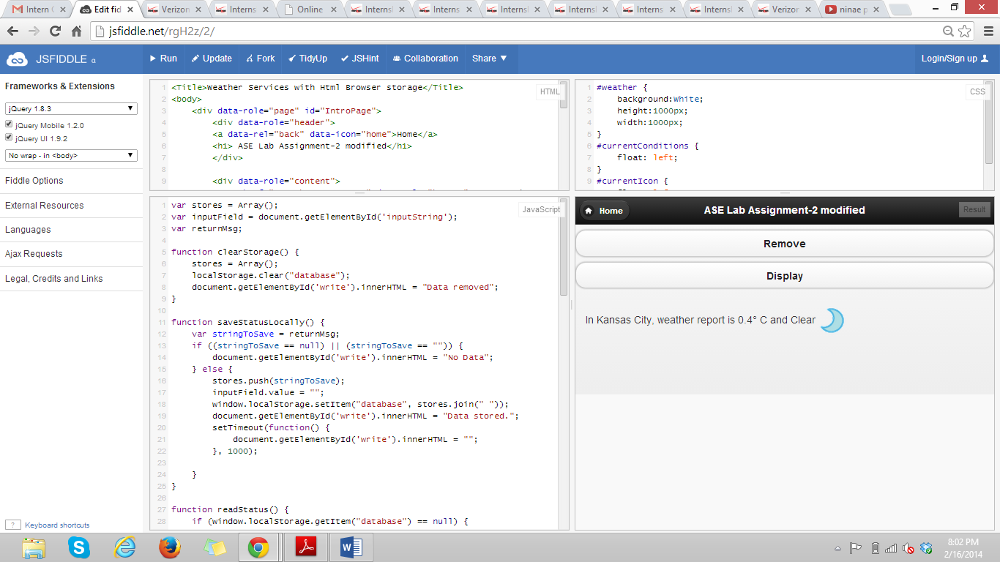 Intern C
Edit fid
Verizon
Interns
Online
Internsl
Interns
Internsl
Internsl
Interns
Internsl
Verizon
ninae p
jsfiddle.net/rgH2z/2/
JSFIDDLE α
Run
Update
Fork
TidyUp
JSHint
Collaboration
Share
Login/Sign up
Frameworks & Extensions
jQuery 1.8.3
jQuery Mobile 1.2.0
jQuery UI 1.9.2
No wrap - in <body>
Fiddle Options
External Resources
Languages
Ajax Requests
Legal, Credits and Links
? Keyboard shortcuts
HTML
1 <Title>Weather Services with Html Browser storage</Title>
2 <body>
3 <div data-role="page" id="IntroPage">
4 <div data-role="header">
5 <a data-rel="back" data-icon="home">Home</a>
6 <h1> ASE Lab Assignment-2 modified</h1>
7 </div>
8
9 <div data-role="content">
CSS
1 #weather {
2 background:White;
3 height:1000px;
4 width:1000px;
5 }
6 #currentConditions {
7 float: left;
8 }
9 #currentIcon {
JavaScript
1 var stores = Array();
2 var inputField = document.getElementById('inputString');
3 var returnMsg;
4
5 function clearStorage() {
6 stores = Array();
7 localStorage.clear("database");
8 document.getElementById('write').innerHTML = "Data removed";
9 }
10
11 function saveStatusLocally() {
12 var stringToSave = returnMsg;
13 if ((stringToSave == null) || (stringToSave == "")) {
14 document.getElementById('write').innerHTML = "No Data";
15 } else {
16 stores.push(stringToSave);
17 inputField.value = "";
18 window.localStorage.setItem("database", stores.join(" "));
19 document.getElementById('write').innerHTML = "Data stored.";
20 setTimeout(function() {
21 document.getElementById('write').innerHTML = "";
22 }, 1000);
23
24 }
25 }
26
27 function readStatus() {
28 if (window.localStorage.getItem("database") == null) {
Home
ASE Lab Assignment-2 modified
Result
Remove
Display
In Kansas City, weather report is 0.4° C and Clear
8:02 PM
2/16/2014